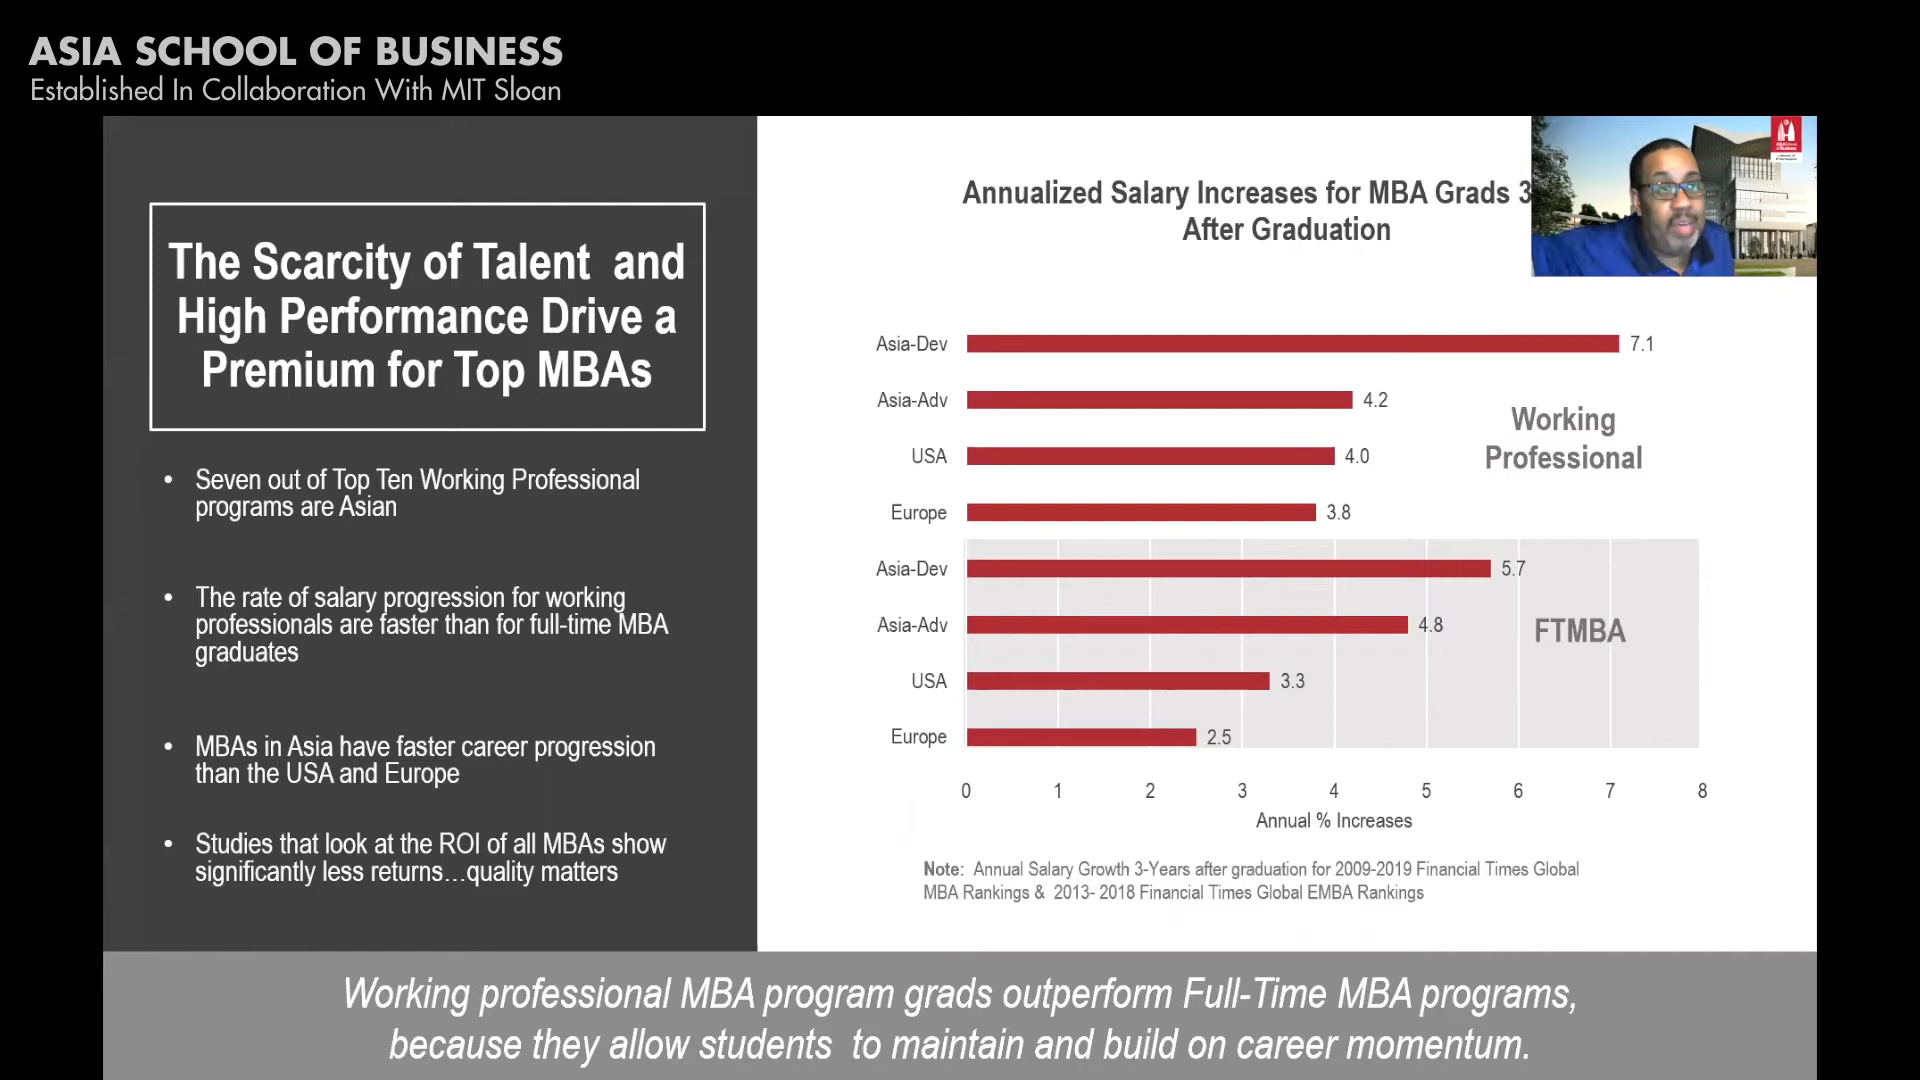 ASIA SCHOOL OF BUSINESS
Established In Collaboration With MIT Sloan
The Scarcity of Talent and
High Performance Drive a
Premium for Top MBAs
• Seven out of Top Ten Working Professional
programs are Asian
• The rate of salary progression for working
professionals are faster than for full-time MBA
graduates
• MBAs in Asia have faster career progression
than the USA and Europe
• Studies that look at the ROI of all MBAs show
significantly less returns…quality matters
Annualized Salary Increases for MBA Grads 3
After Graduation
Asia-Dev 7.1
Asia-Adv 4.2
USA 4.0
Europe 3.8
Working
Professional
Asia-Dev 5.7
Asia-Adv 4.8
USA 3.3
Europe 2.5
FTMBA
0 1 2 3 4 5 6 7 8
Annual % Increases
Note: Annual Salary Growth 3-Years after graduation for 2009-2019 Financial Times Global
MBA Rankings & 2013- 2018 Financial Times Global EMBA Rankings
Working professional MBA program grads outperform Full-Time MBA programs,
because they allow students to maintain and build on career momentum.